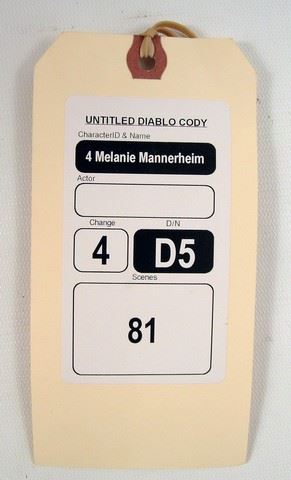 UNTITLED DIABLO CODY
CharacterID & Name
4 Melanie Mannerheim
Actor
Change D/N
4 D5
Scenes
81